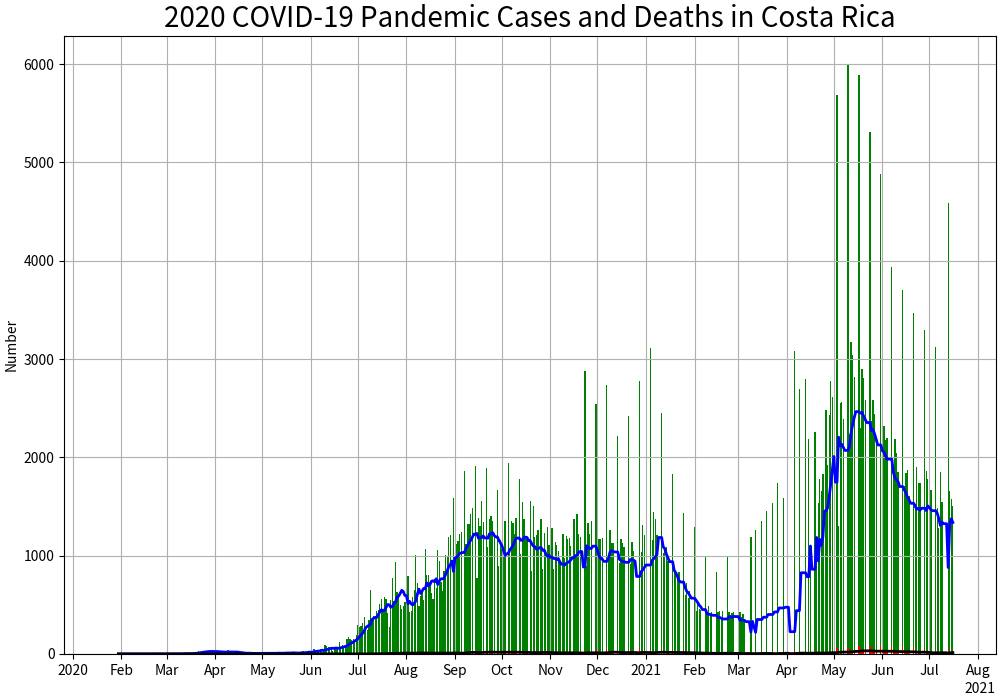 2020 COVID-19 Pandemic Cases and Deaths in Costa Rica
Number
6000
5000
4000
3000
2000
1000
0
2020 Feb Mar Apr May Jun Jul Aug Sep Oct Nov Dec 2021 Feb Mar Apr May Jun Jul Aug
2021